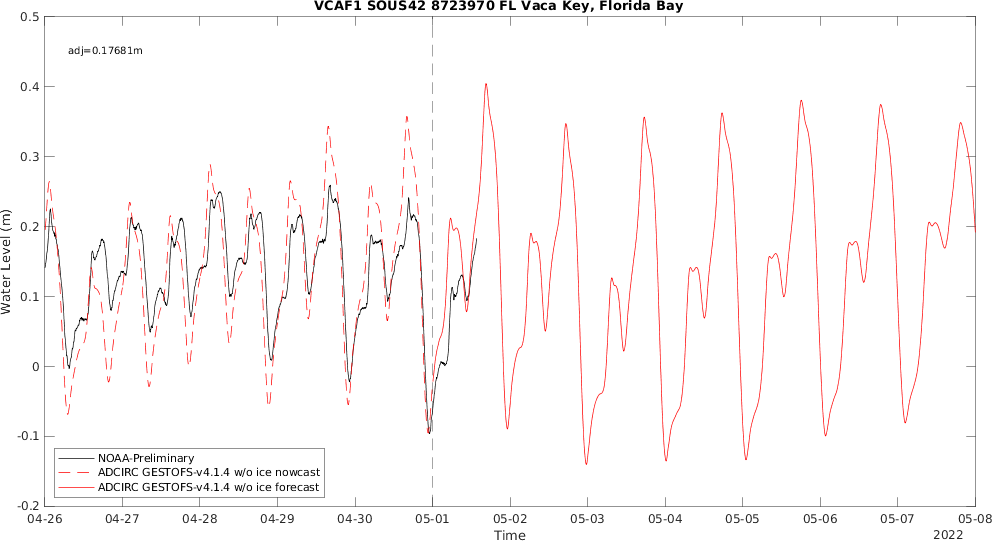 VCAF1 SOUS42 8723970 FL Vaca Key, Florida Bay
adj=0.17681m
0.5
0.4
0.3
0.2
0.1
0
-0.1
-0.2
Water Level (m)
NOAA-Preliminary
ADCIRC GESTOFS-v4.1.4 w/o ice nowcast
ADCIRC GESTOFS-v4.1.4 w/o ice forecast
04-26 04-27 04-28 04-29 04-30 05-01 05-02 05-03 05-04 05-05 05-06 05-07 05-08
Time
2022